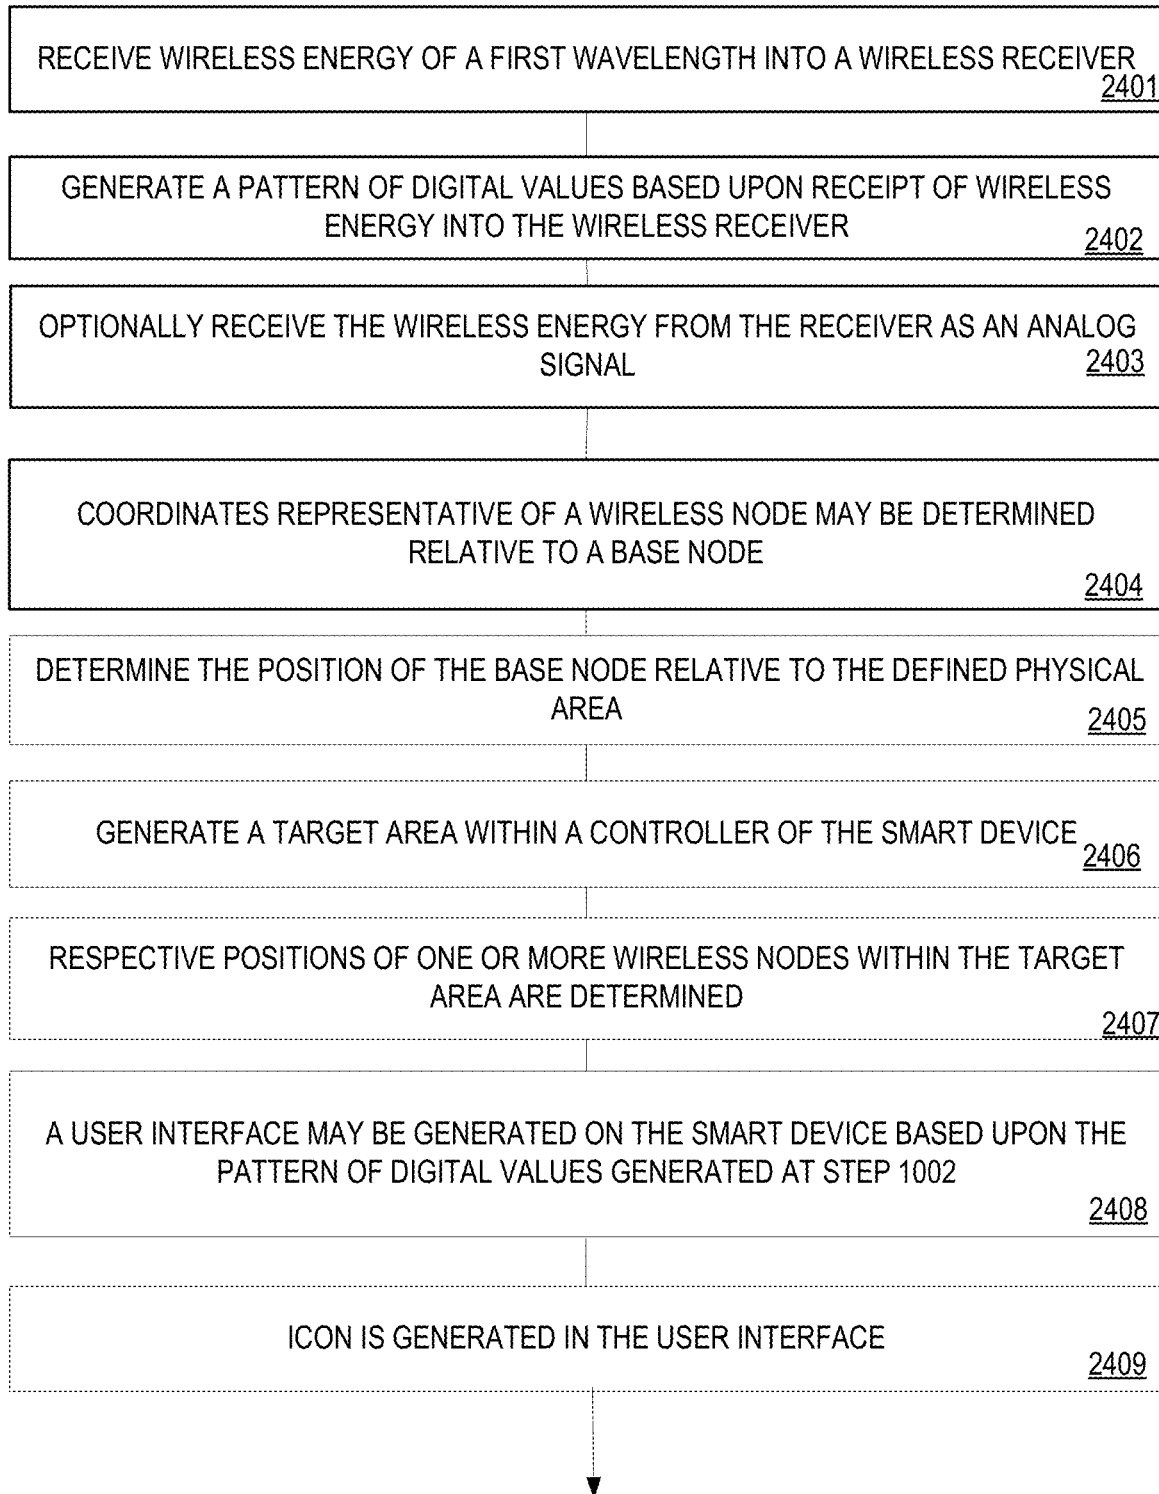 RECEIVE WIRELESS ENERGY OF A FIRST WAVELENGTH INTO A WIRELESS RECEIVER
2401
GENERATE A PATTERN OF DIGITAL VALUES BASED UPON RECEIPT OF WIRELESS
ENERGY INTO THE WIRELESS RECEIVER
2402
OPTIONALLY RECEIVE THE WIRELESS ENERGY FROM THE RECEIVER AS AN ANALOG
SIGNAL
2403
COORDINATES REPRESENTATIVE OF A WIRELESS NODE MAY BE DETERMINED
RELATIVE TO A BASE NODE
2404
DETERMINE THE POSITION OF THE BASE NODE RELATIVE TO THE DEFINED PHYSICAL
AREA
2405
GENERATE A TARGET AREA WITHIN A CONTROLLER OF THE SMART DEVICE
2406
RESPECTIVE POSITIONS OF ONE OR MORE WIRELESS NODES WITHIN THE TARGET
AREA ARE DETERMINED
2407
A USER INTERFACE MAY BE GENERATED ON THE SMART DEVICE BASED UPON THE
PATTERN OF DIGITAL VALUES GENERATED AT STEP 1002
2408
ICON IS GENERATED IN THE USER INTERFACE
2409